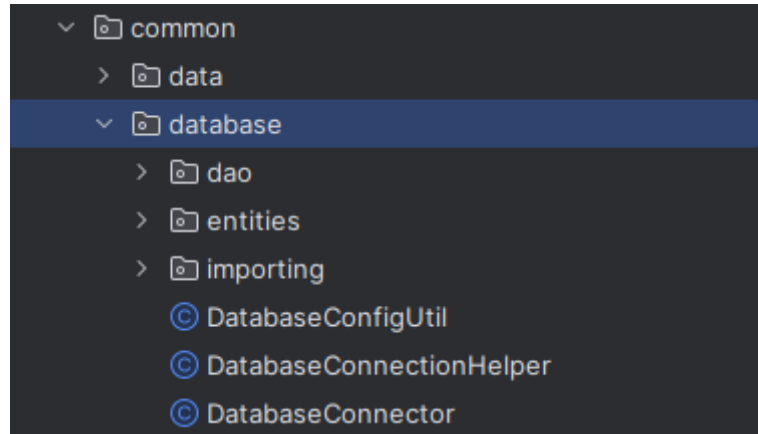 common
data
database
dao
entities
importing
DatabaseConfigUtil
DatabaseConnectionHelper
DatabaseConnector